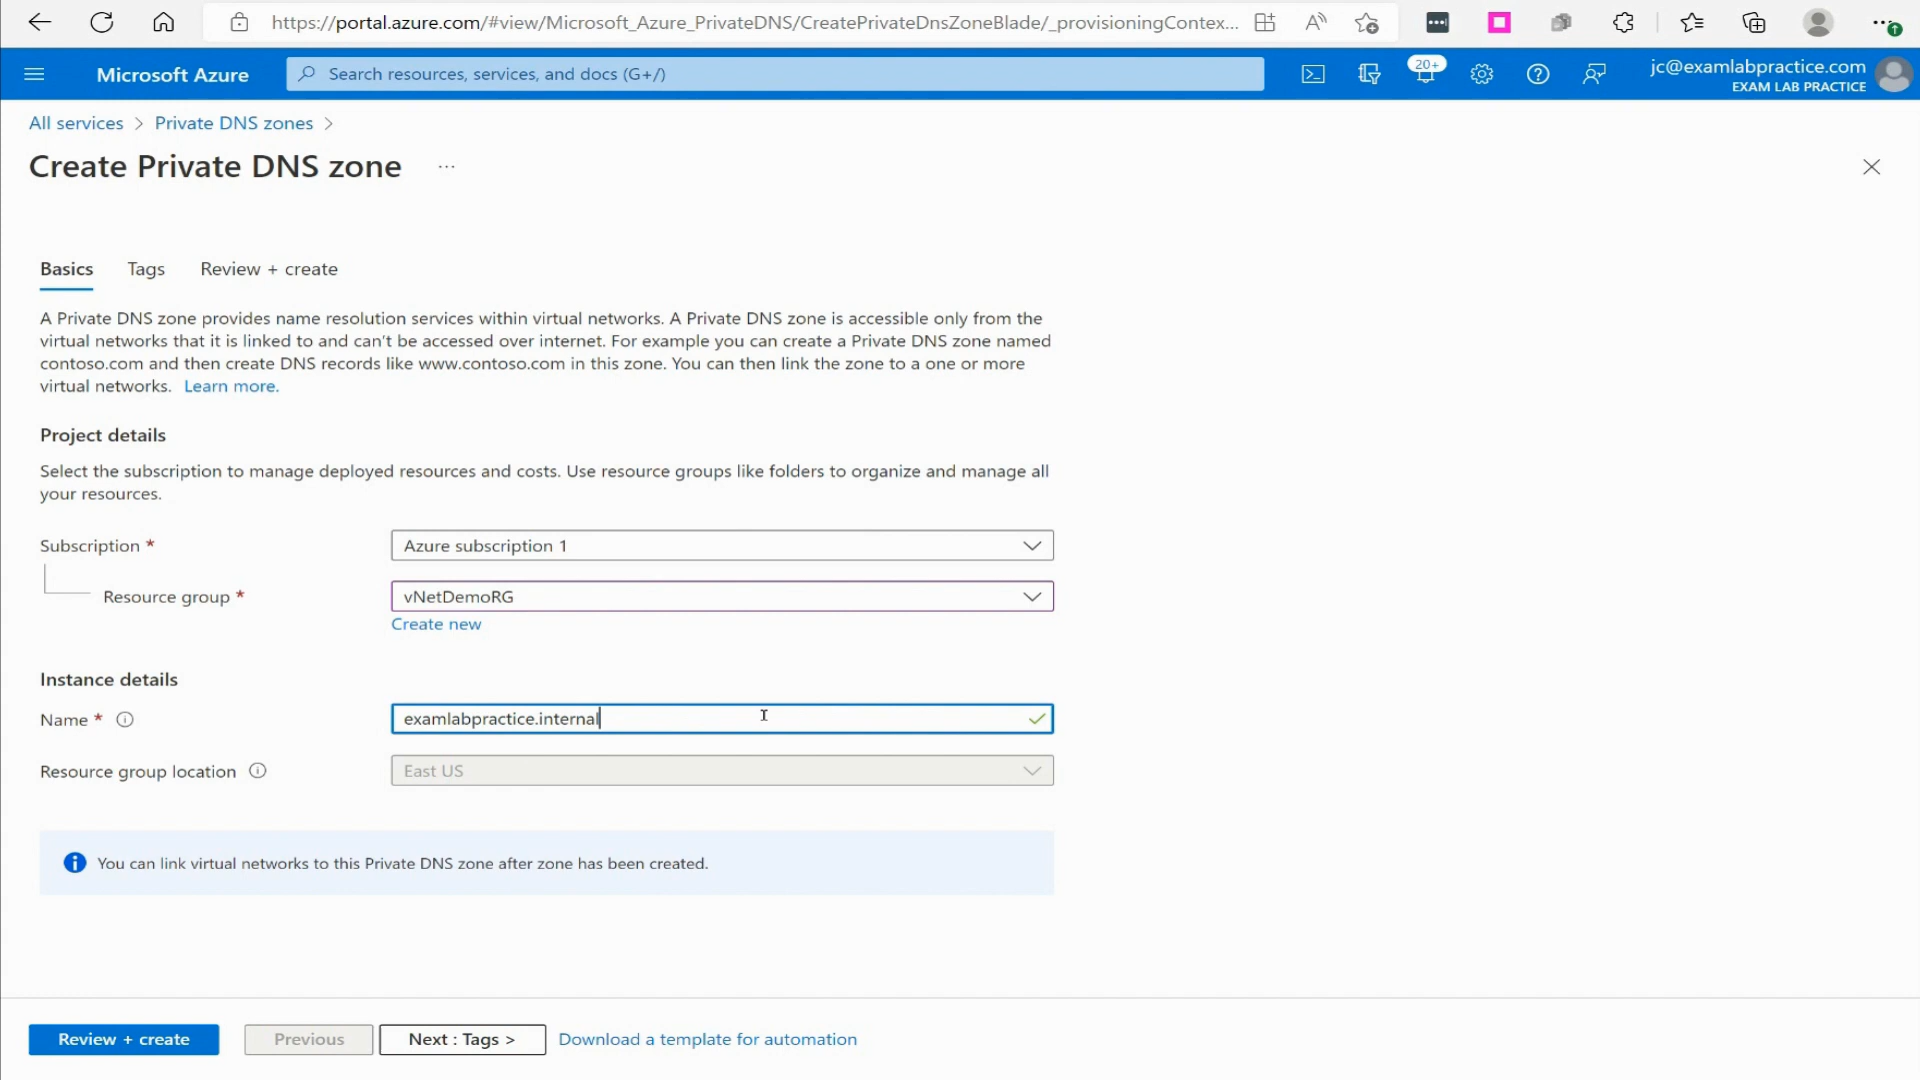 https://portal.azure.com/#view/Microsoft_Azure_PrivateDNS/CreatePrivateDnsZoneBlade/_provisioningContex...
Microsoft Azure
Search resources, services, and docs (G+/)
20+
jc@examlabpractice.com
EXAM LAB PRACTICE
All services > Private DNS zones >
Create Private DNS zone ...
Basics Tags Review + create
A Private DNS zone provides name resolution services within virtual networks. A Private DNS zone is accessible only from the
virtual networks that it is linked to and can't be accessed over internet. For example you can create a Private DNS zone named
contoso.com and then create DNS records like www.contoso.com in this zone. You can then link the zone to a one or more
virtual networks. Learn more.
Project details
Select the subscription to manage deployed resources and costs. Use resource groups like folders to organize and manage all
your resources.
Subscription *
Azure subscription 1
Resource group *
vNetDemoRG
Create new
Instance details
Name *
examlabpractice.internal
Resource group location
East US
You can link virtual networks to this Private DNS zone after zone has been created.
Review + create
Previous
Next : Tags >
Download a template for automation